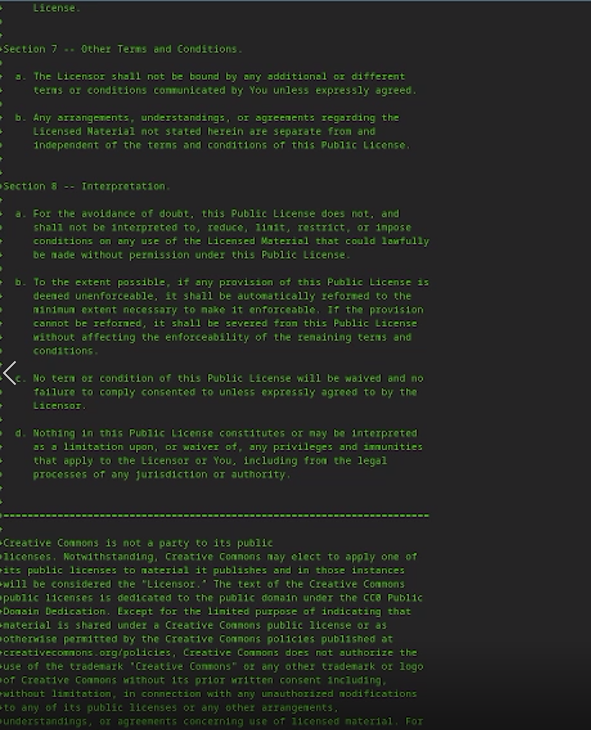 +     License.
+
+
+Section 7 -- Other Terms and Conditions.
+
+  a. The Licensor shall not be bound by any additional or different
+     terms or conditions communicated by You unless expressly agreed.
+
+  b. Any arrangements, understandings, or agreements regarding the
+     Licensed Material not stated herein are separate from and
+     independent of the terms and conditions of this Public License.
+
+
+Section 8 -- Interpretation.
+
+  a. For the avoidance of doubt, this Public License does not, and
+     shall not be interpreted to, reduce, limit, restrict, or impose
+     conditions on any use of the Licensed Material that could lawfully
+     be made without permission under this Public License.
+
+  b. To the extent possible, if any provision of this Public License is
+     deemed unenforceable, it shall be automatically reformed to the
+     minimum extent necessary to make it enforceable. If the provision
+     cannot be reformed, it shall be severed from this Public License
+     without affecting the enforceability of the remaining terms and
+     conditions.
+
+  c. No term or condition of this Public License will be waived and no
+     failure to comply consented to unless expressly agreed to by the
+     Licensor.
+
+  d. Nothing in this Public License constitutes or may be interpreted
+     as a limitation upon, or waiver of, any privileges and immunities
+     that apply to the Licensor or You, including from the legal
+     processes of any jurisdiction or authority.
+
+
+=======================================================================
+
+Creative Commons is not a party to its public
+licenses. Notwithstanding, Creative Commons may elect to apply one of
+its public licenses to material it publishes and in those instances
+will be considered the “Licensor.” The text of the Creative Commons
+public licenses is dedicated to the public domain under the CC0 Public
+Domain Dedication. Except for the limited purpose of indicating that
+material is shared under a Creative Commons public license or as
+otherwise permitted by the Creative Commons policies published at
+creativecommons.org/policies, Creative Commons does not authorize the
+use of the trademark "Creative Commons" or any other trademark or logo
+of Creative Commons without its prior written consent including,
+without limitation, in connection with any unauthorized modifications
+to any of its public licenses or any other arrangements,
+understandings, or agreements concerning use of licensed material. For